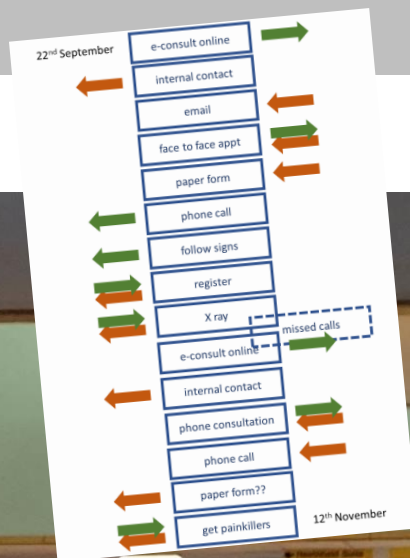 22nd September
e-consult online
internal contact
email
face to face appt
paper form
phone call
follow signs
register
X ray
missed calls
e-consult online
internal contact
phone consultation
phone call
paper form??
get painkillers
12th November